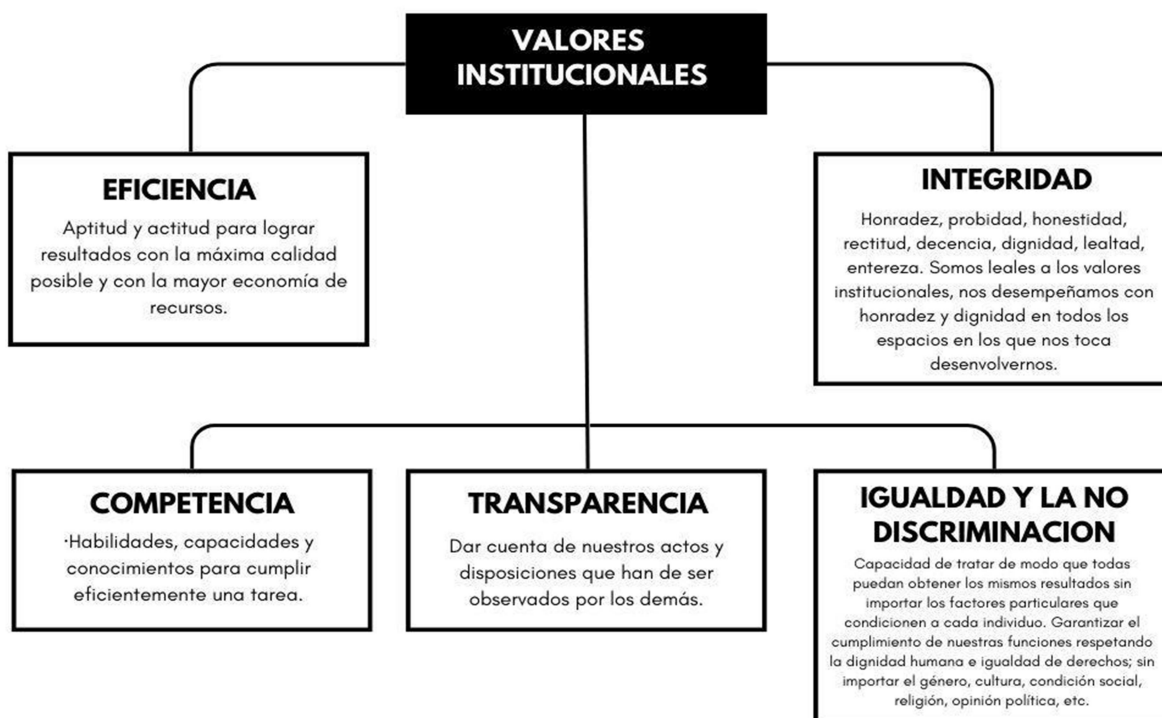 VALORES
INSTITUCIONALES
EFICIENCIA
Aptitud y actitud para lograr
resultados con la máxima calidad
posible y con la mayor economía de
recursos.
INTEGRIDAD
Honradez, probidad, honestidad,
rectitud, decencia, dignidad, lealtad,
entereza. Somos leales a los valores
institucionales, nos desempeñamos con
honradez y dignidad en todos los
espacios en los que nos toca
desenvolvernos.
COMPETENCIA
·Habilidades, capacidades y
conocimientos para cumplir
eficientemente una tarea.
TRANSPARENCIA
Dar cuenta de nuestros actos y
disposiciones que han de ser
observados por los demás.
IGUALDAD Y LA NO
DISCRIMINACION
Capacidad de tratar de modo que todas
puedan obtener los mismos resultados sin
importar los factores particulares que
condicionen a cada individuo. Garantizar el
cumplimiento de nuestras funciones respetando
la dignidad humana e igualdad de derechos; sin
importar el género, cultura, condición social,
religión, opinión política, etc.